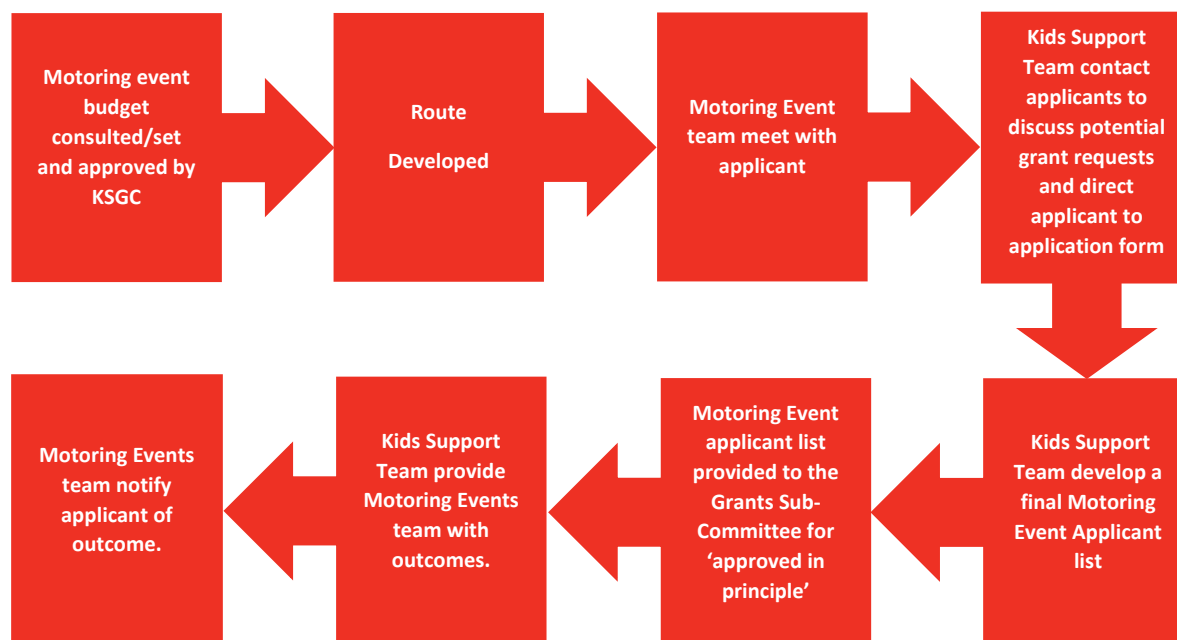 Motoring event
budget
consulted/set
and approved by
KSGC
Route
Developed
Motoring Event
team meet with
applicant
Kids Support
Team contact
applicants to
discuss potential
grant requests
and direct
applicant to
application form
Kids Support
Team develop a
final Motoring
Event Applicant
list
Motoring Event
applicant list
provided to the
Grants Sub-
Committee for
‘approved in
principle’
Kids Support
Team provide
Motoring Events
team with
outcomes.
Motoring Events
team notify
applicant of
outcome.